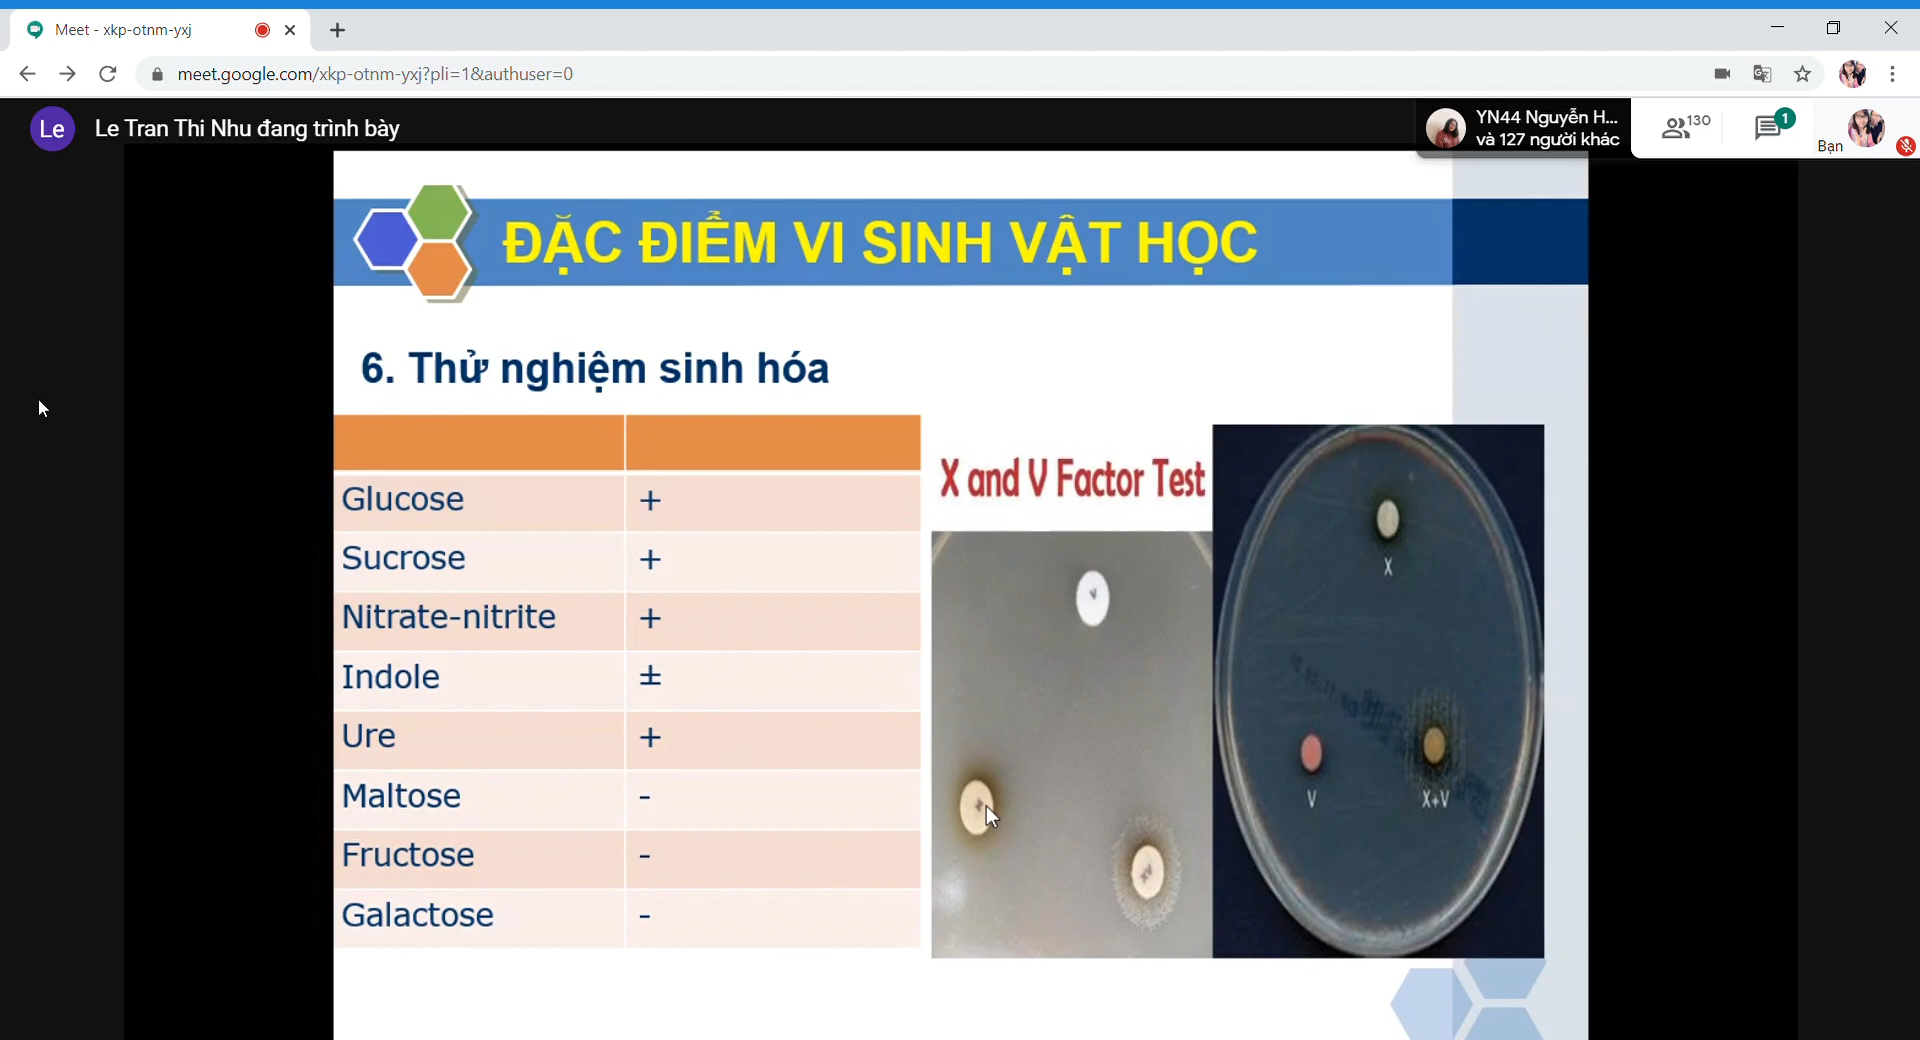 Meet - xkp-otnm-yxj
meet.google.com/xkp-otnm-yxj?pli=1&authuser=0
Le
Le Tran Thi Nhu đang trình bày
YN44 Nguyễn H...
và 127 người khác
130
1
Bạn
ĐẶC ĐIỂM VI SINH VẬT HỌC
6. Thử nghiệm sinh hóa
Glucose +
Sucrose +
Nitrate-nitrite +
Indole ±
Ure +
Maltose -
Fructose -
Galactose -
X and V Factor Test
V
X
V
X+V